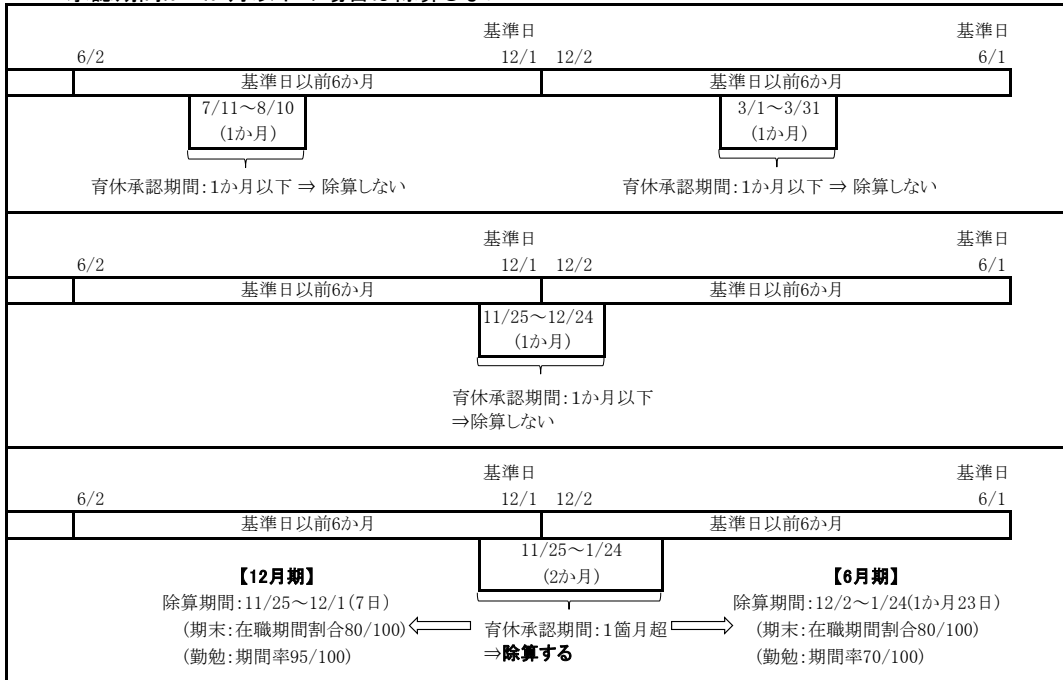 基準日 基準日
6/2 12/1 12/2 6/1
基準日以前6か月 基準日以前6か月
7/11～8/10 3/1～3/31
(1か月) (1か月)
育休承認期間:1か月以下 ⇒ 除算しない 育休承認期間:1か月以下 ⇒ 除算しない
基準日 基準日
6/2 12/1 12/2 6/1
基準日以前6か月 基準日以前6か月
11/25～12/24
(1か月)
育休承認期間:1か月以下
⇒除算しない
基準日 基準日
6/2 12/1 12/2 6/1
基準日以前6か月 基準日以前6か月
11/25～1/24
【12月期】 (2か月) 【6月期】
除算期間:11/25～12/1(7日) 除算期間:12/2～1/24(1か月23日)
(期末:在職期間割合80/100) 育休承認期間:1箇月超 (期末:在職期間割合80/100)
(勤勉:期間率95/100) ⇒除算する (勤勉:期間率70/100)